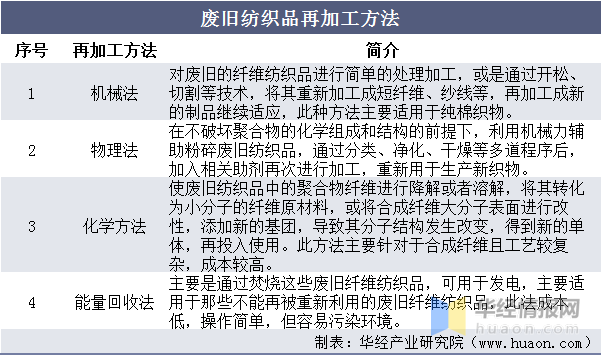 废旧纺织品再加工方法
序号 再加工方法 简介
1 机械法 对废旧的纤维纺织品进行简单的处理加工，或是通过开松、
切割等技术，将其重新加工成短纤维、纱线等，再加工成新
的制品继续适应，此种方法主要适用于纯棉织物。
2 物理法 在不破坏聚合物的化学组成和结构的前提下，利用机械力辅
助粉碎废旧纺织品，通过分类、净化、干燥等多道程序后，
加入相关助剂再次进行加工，重新用于生产新织物。
3 化学方法 使废旧纺织品中的聚合物纤维进行降解或者溶解，将其转化
为小分子的纤维原材料，或将合成纤维大分子表面进行改
性，添加新的基团，导致其分子结构发生改变，得到新的单
体，再投入使用。此方法主要针对于合成纤维且工艺较复
杂，成本较高。
4 能量回收法 主要是通过焚烧这些废旧纤维纺织品，可用于发电，主要适
用于那些不能再被重新利用的废旧纤维纺织品。此法成本
低，操作简单，但容易污染环境。
华经情报网
huaon.com
制表：华经产业研究院（www.huaon.com）